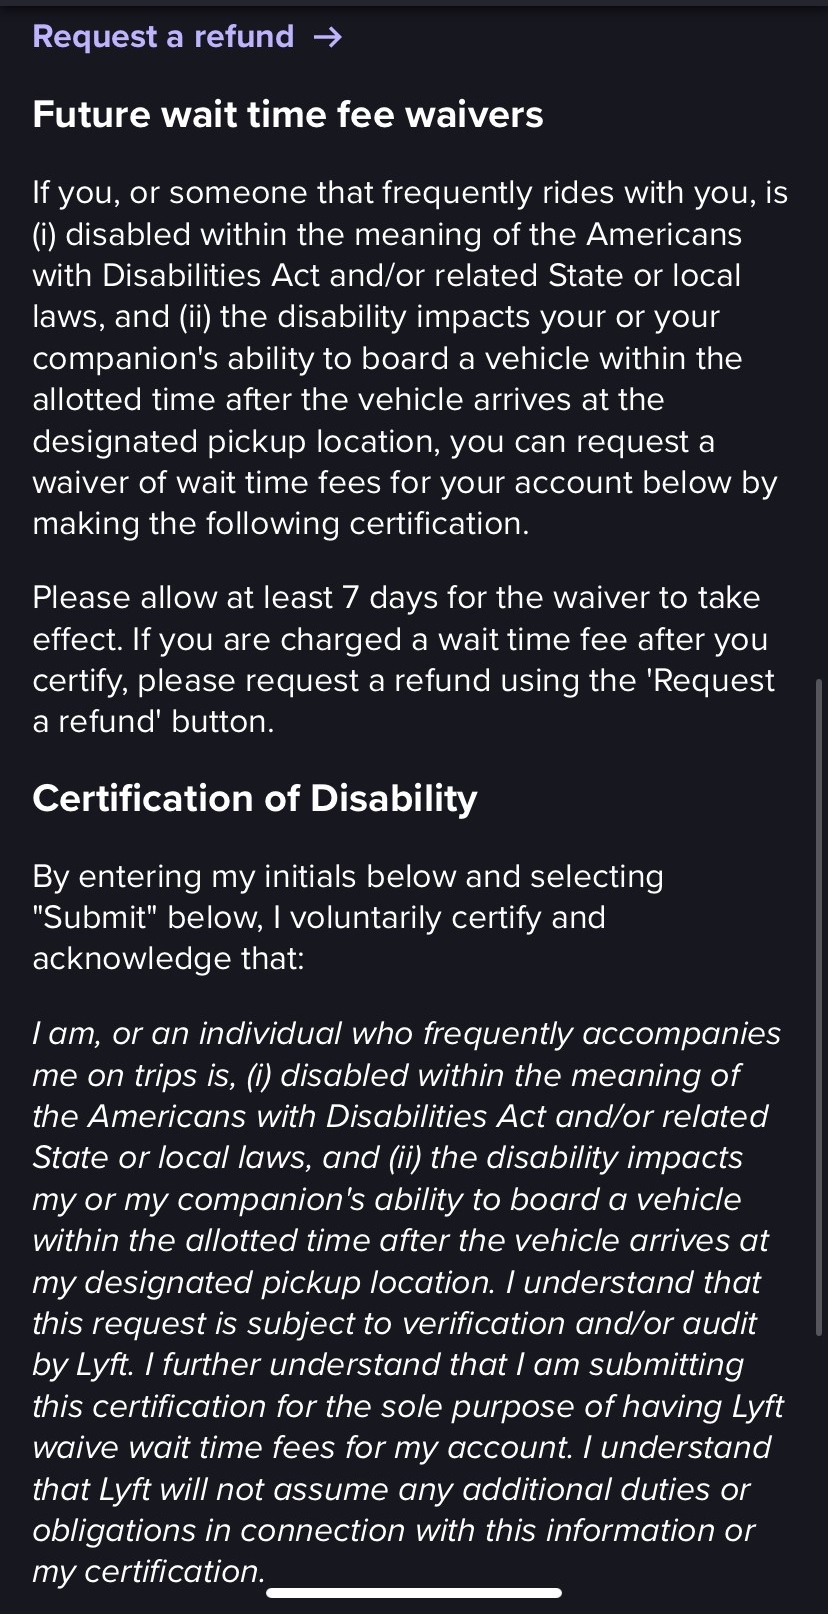 Request a refund →
Future wait time fee waivers
If you, or someone that frequently rides with you, is
(i) disabled within the meaning of the Americans
with Disabilities Act and/or related State or local
laws, and (ii) the disability impacts your or your
companion's ability to board a vehicle within the
allotted time after the vehicle arrives at the
designated pickup location, you can request a
waiver of wait time fees for your account below by
making the following certification.
Please allow at least 7 days for the waiver to take
effect. If you are charged a wait time fee after you
certify, please request a refund using the 'Request
a refund' button.
Certification of Disability
By entering my initials below and selecting
"Submit" below, I voluntarily certify and
acknowledge that:
I am, or an individual who frequently accompanies
me on trips is, (i) disabled within the meaning of
the Americans with Disabilities Act and/or related
State or local laws, and (ii) the disability impacts
my or my companion's ability to board a vehicle
within the allotted time after the vehicle arrives at
my designated pickup location. I understand that
this request is subject to verification and/or audit
by Lyft. I further understand that I am submitting
this certification for the sole purpose of having Lyft
waive wait time fees for my account. I understand
that Lyft will not assume any additional duties or
obligations in connection with this information or
my certification.